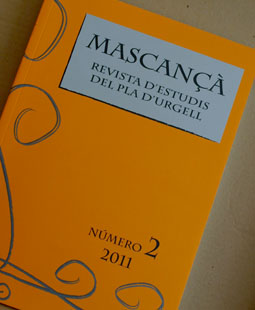 MASCANÇÀ
REVISTA D'ESTUDIS
DEL PLA D'URGELL
NÚMERO 2
2011